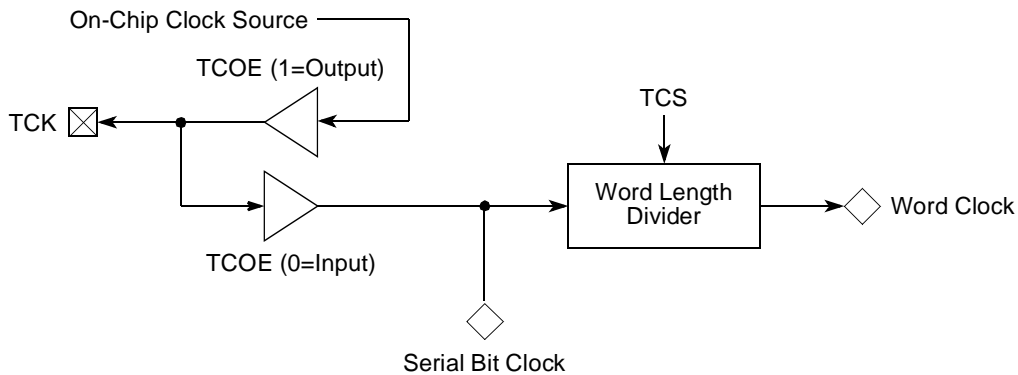 On-Chip Clock Source
TCOE (1=Output)
TCK
TCS
Word Length
Divider
Word Clock
TCOE (0=Input)
Serial Bit Clock